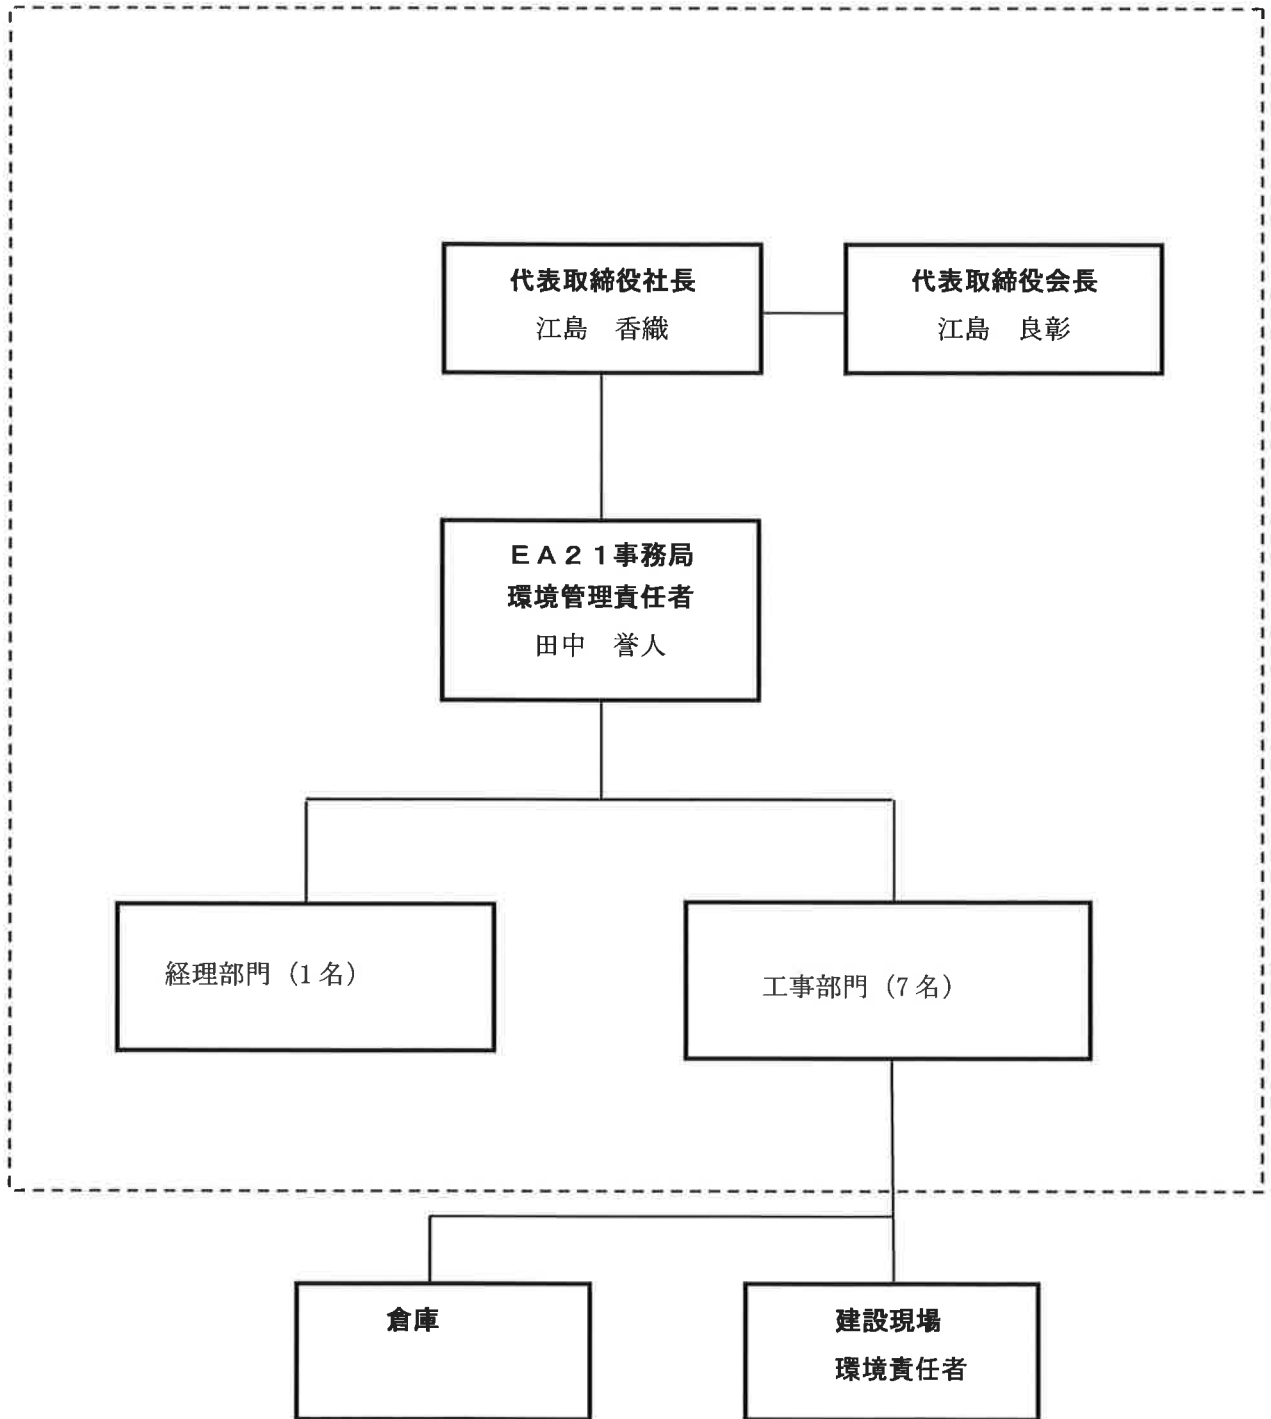 代表取締役社長
江島　香織
代表取締役会長
江島　良彰
ＥＡ２１事務局
環境管理責任者
田中　誉人
経理部門（1名）
工事部門（7名）
倉庫
建設現場
環境責任者